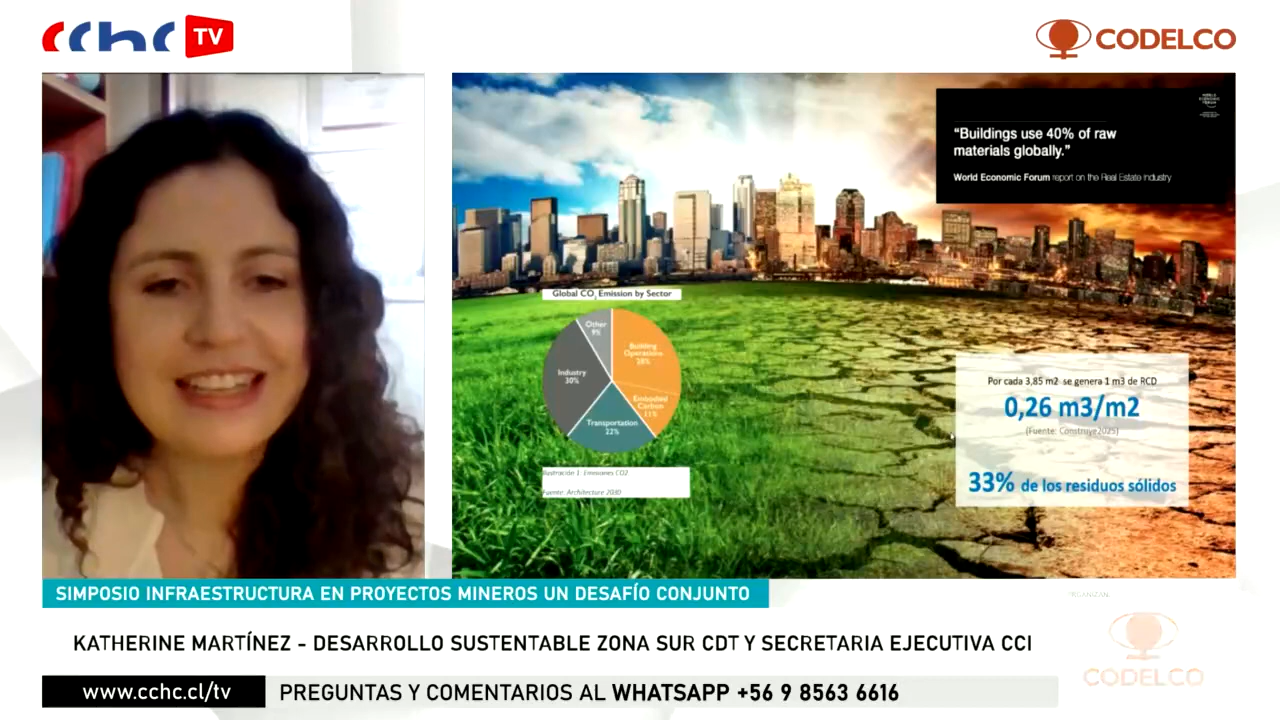 cchc TV
CODELCO
"Buildings use 40% of raw
materials globally."
World Economic Forum report on the Real Estate Industry
Global CO2 Emission by Sector
Other
9%
Building
Operations
28%
Industry
30%
Embodied
Carbon
11%
Transportation
22%
Ilustración 1: Emisiones CO2
Fuente: Architecture 2030
Por cada 3,85 m2 se genera 1 m3 de RCD
0,26 m3/m2
(Fuente: Construye2025)
33% de los residuos sólidos
SIMPOSIO INFRAESTRUCTURA EN PROYECTOS MINEROS UN DESAFÍO CONJUNTO
KATHERINE MARTÍNEZ - DESARROLLO SUSTENTABLE ZONA SUR CDT Y SECRETARIA EJECUTIVA CCI
CODELCO
www.cchc.cl/tv
PREGUNTAS Y COMENTARIOS AL WHATSAPP +56 9 8563 6616